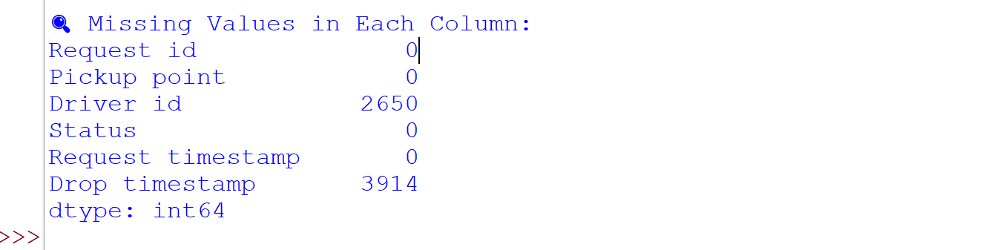 🔍 Missing Values in Each Column:
Request id              0
Pickup point            0
Driver id            2650
Status                  0
Request timestamp       0
Drop timestamp       3914
dtype: int64
>>>